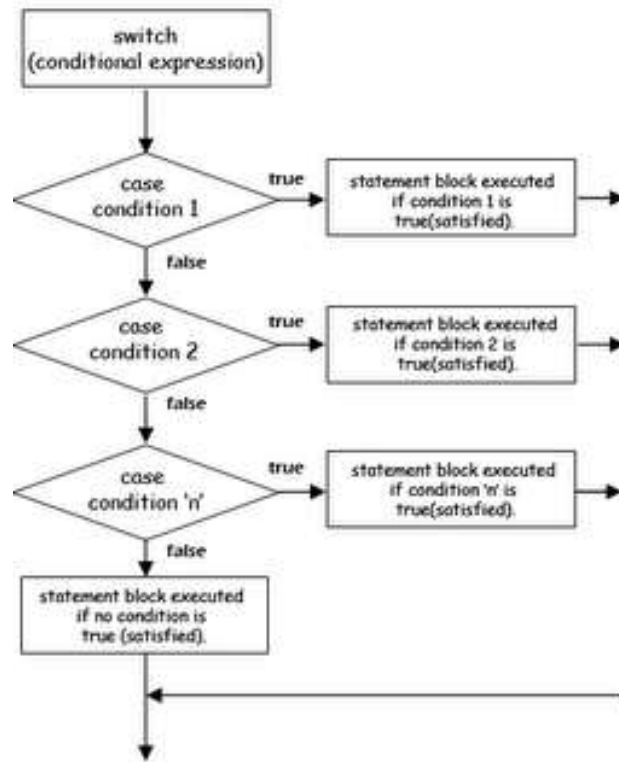 switch
(conditional expression)
case
condition 1
true
statement block executed
if condition 1 is
true(satisfied).
false
case
condition 2
true
statement block executed
if condition 2 is
true(satisfied).
false
case
condition 'n'
true
statement block executed
if condition 'n' is
true(satisfied).
false
statement block executed
if no condition is
true (satisfied).